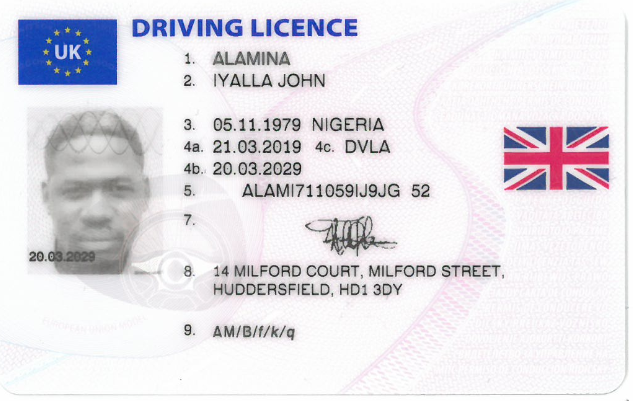 UK
DRIVING LICENCE
1. ALAMINA
2. IYALLA JOHN
3. 05.11.1979 NIGERIA
4a. 21.03.2019 4c. DVLA
4b. 20.03.2029
5. ALAMI711059IJ9JG 52
7.
20.03.2029
8. 14 MILFORD COURT, MILFORD STREET,
HUDDERSFIELD, HD1 3DY
9. AM/B/f/k/q